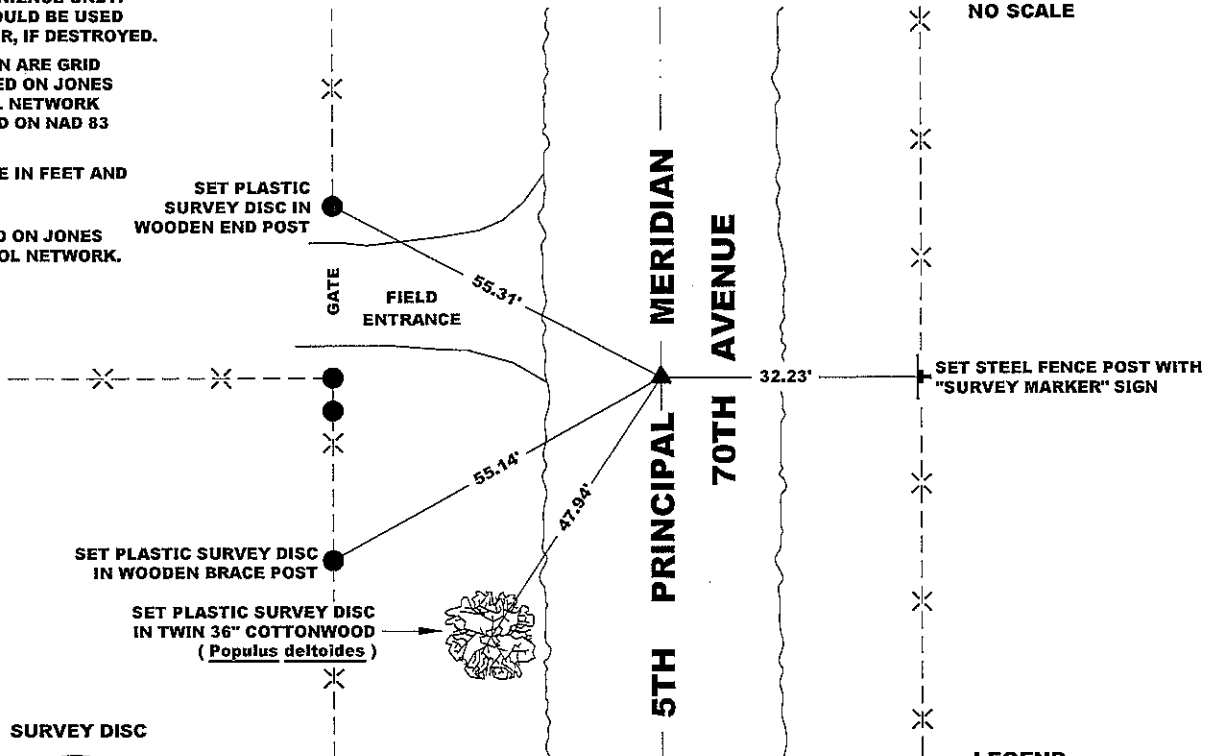 OULD BE USED
R, IF DESTROYED.
N ARE GRID
ED ON JONES
L NETWORK
D ON NAD 83
E IN FEET AND
D ON JONES
OL NETWORK.
NO SCALE
SET PLASTIC
SURVEY DISC IN
WOODEN END POST
GATE
FIELD
ENTRANCE
55.31'
5TH PRINCIPAL MERIDIAN
70TH AVENUE
32.23'
SET STEEL FENCE POST WITH
"SURVEY MARKER" SIGN
55.14'
47.94'
SET PLASTIC SURVEY DISC
IN WOODEN BRACE POST
SET PLASTIC SURVEY DISC
IN TWIN 36" COTTONWOOD
( Populus deltoides )
SURVEY DISC
LEGEND